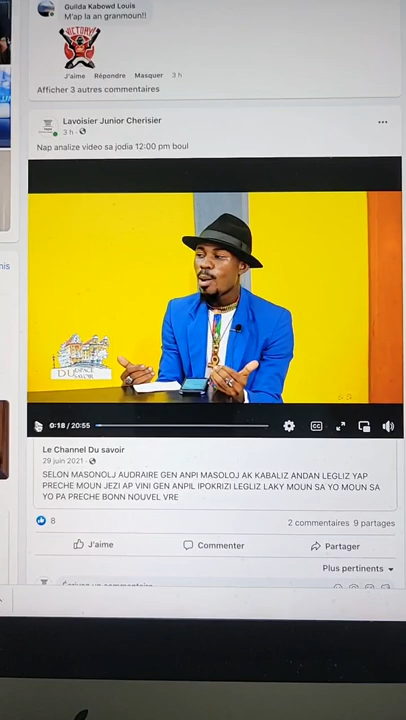 Guilda Kabowd Louis
M'ap la an granmoun!!
VICTORY!
J'aime Répondre Masquer 3 h
Afficher 3 autres commentaires
Lavoisier Junior Cherisier
3 h
Nap analize video sa jodia 12:00 pm boul
DU SAVOIR
0:18 / 20:55
CC
Le Channel Du savoir
29 juin 2021
SELON MASONOLJ AUDRAIRE GEN ANPI MASOLOJ AK KABALIZ ANDAN LEGLIZ YAP
PRECHE MOUN JEZI AP VINI GEN ANPIL IPOKRIZI LEGLIZ LAKY MOUN SA YO MOUN SA
YO PA PRECHE BONN NOUVEL VRE
8
2 commentaires 9 partages
J'aime Commenter Partager
Plus pertinents